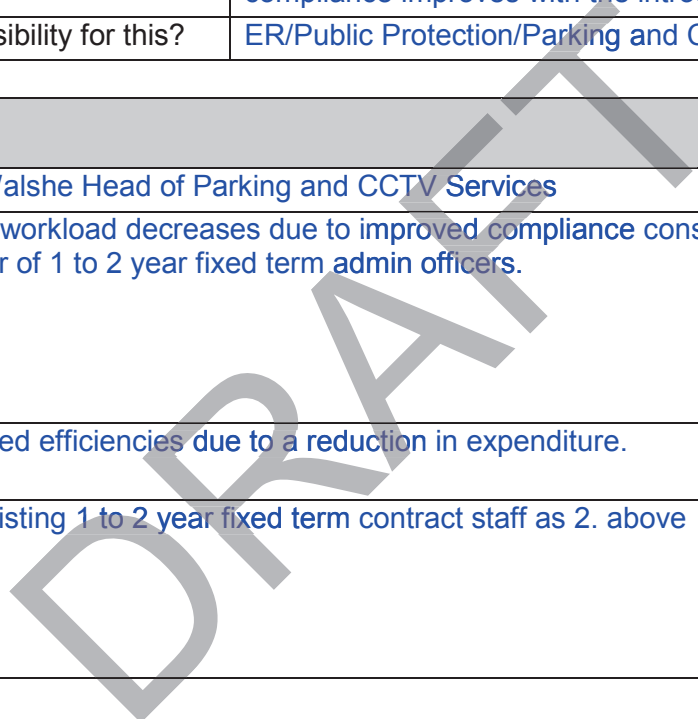 compliance improves with the intro
sibility for this?
ER/Public Protection/Parking and
Walshe Head of Parking and CCTV Services
workload decreases due to improved compliance cons
r of 1 to 2 year fixed term admin officers.
ed efficiencies due to a reduction in expenditure.
isting 1 to 2 year fixed term contract staff as 2. above
DRAFT